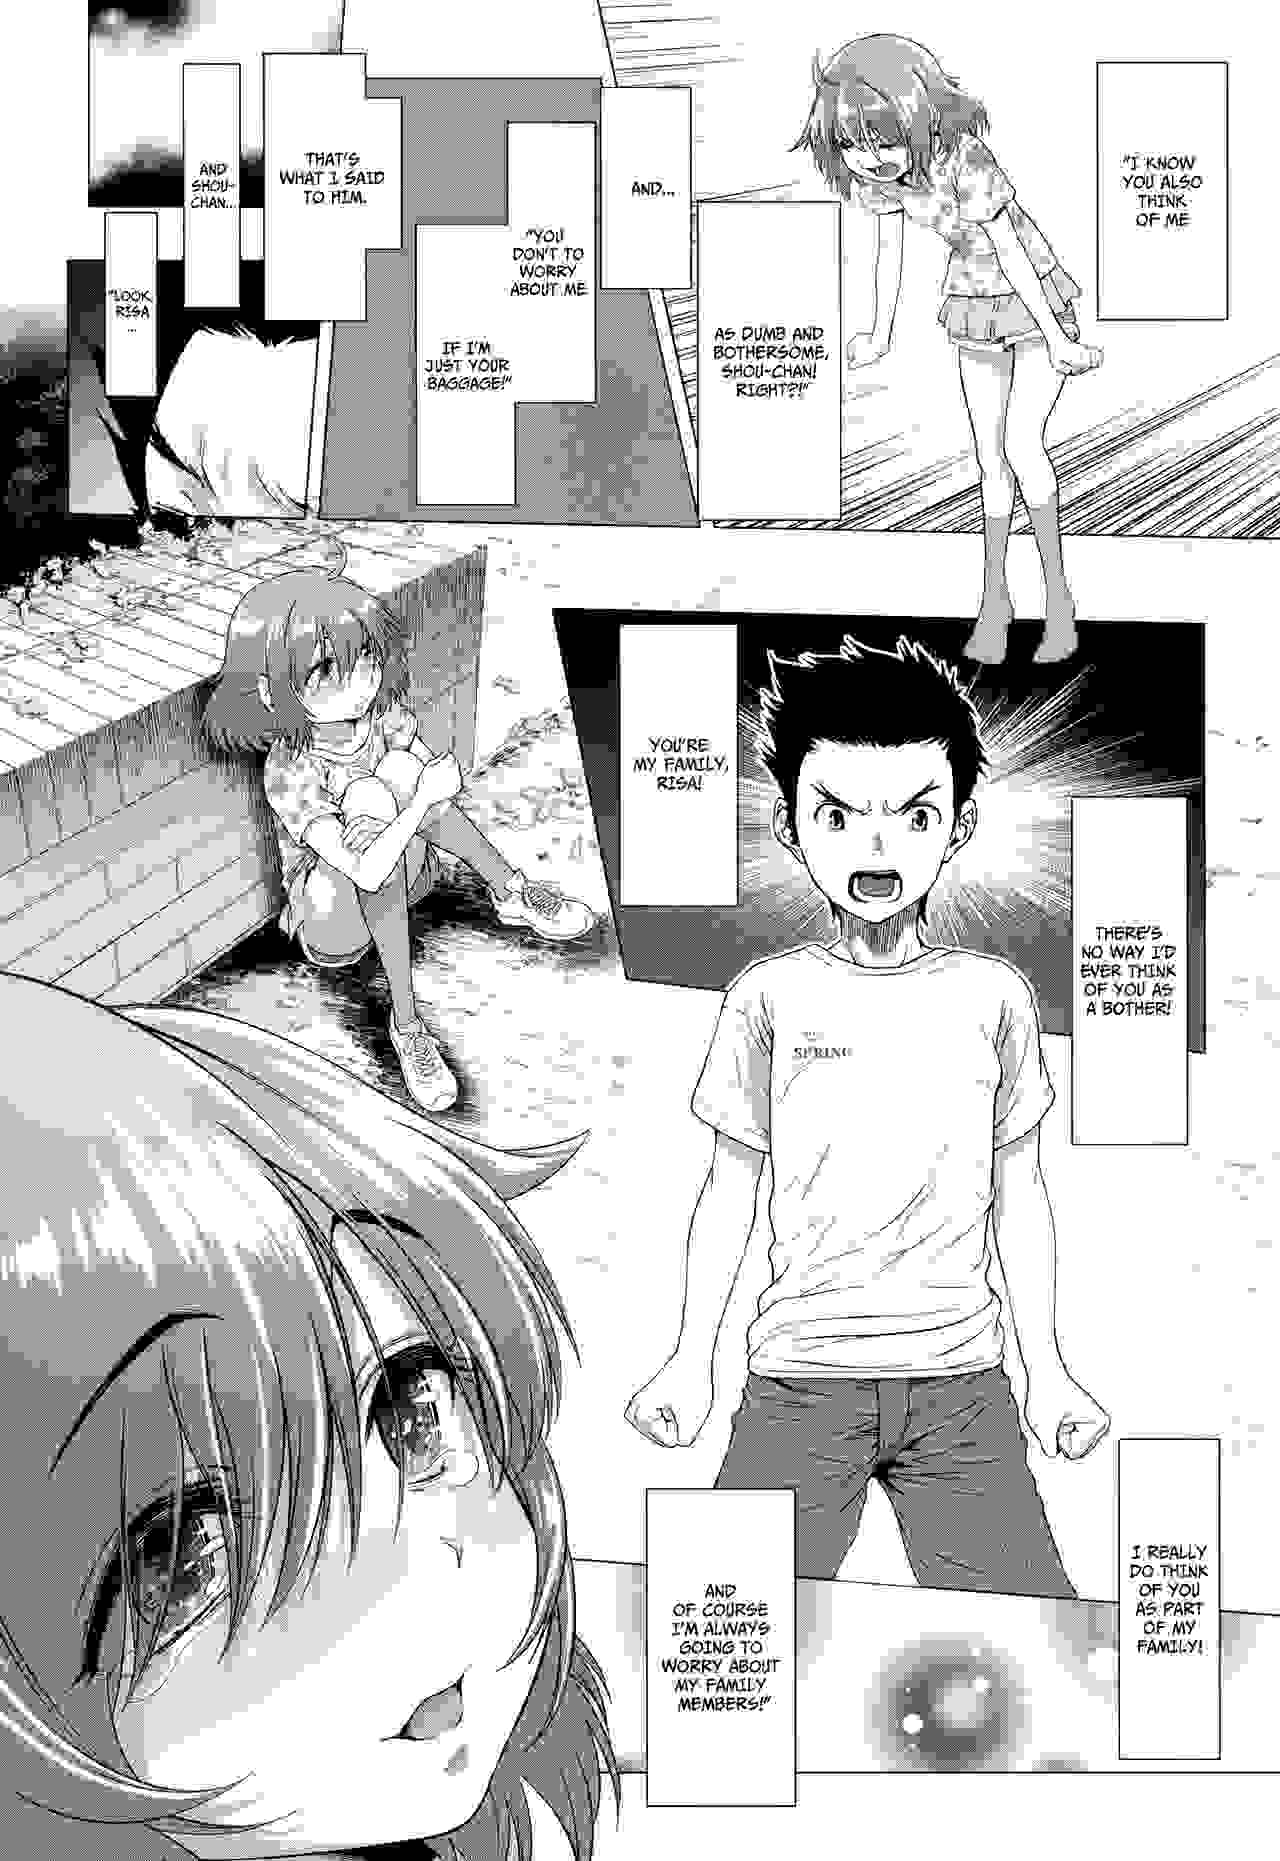 "I KNOW
YOU ALSO
THINK
OF ME
AS DUMB AND
BOTHERSOME,
SHOU-CHAN!
RIGHT?!"
AND...
"YOU
DON'T TO
WORRY
ABOUT ME
IF I'M
JUST YOUR
BAGGAGE!"
THAT'S
WHAT I SAID
TO HIM.
AND
SHOU-
CHAN...
"LOOK,
RISA
...
YOU'RE
MY FAMILY,
RISA!
THERE'S
NO WAY I'D
EVER THINK
OF YOU AS
A BOTHER!
SPRING
I REALLY
DO THINK
OF YOU
AS PART
OF MY
FAMILY!
AND
OF COURSE
I'M ALWAYS
GOING TO
WORRY ABOUT
MY FAMILY
MEMBERS!"